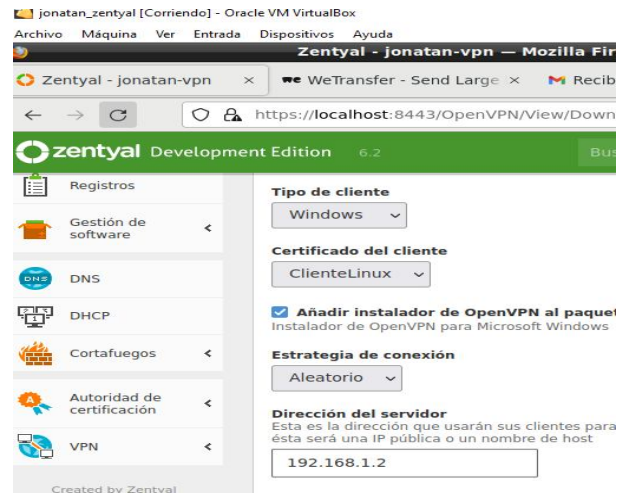 jonatan_zentyal [Corriendo] - Oracle VM VirtualBox
Archivo Máquina Ver Entrada Dispositivos Ayuda
Zentyal - jonatan-vpn — Mozilla Fir
Zentyal - jonatan-vpn
WeTransfer - Send Large
Recib
https://localhost:8443/OpenVPN/View/Down
zentyal Development Edition 6.2
Bus
Registros
Gestión de
software
DNS
DNS
DHCP
Cortafuegos
Autoridad de
certificación
VPN
Created by Zentyal
Tipo de cliente
Windows
Certificado del cliente
ClienteLinux
Añadir instalador de OpenVPN al paquet
Instalador de OpenVPN para Microsoft Windows
Estrategia de conexión
Aleatorio
Dirección del servidor
Esta es la dirección que usarán sus clientes para
ésta será una IP pública o un nombre de host
192.168.1.2